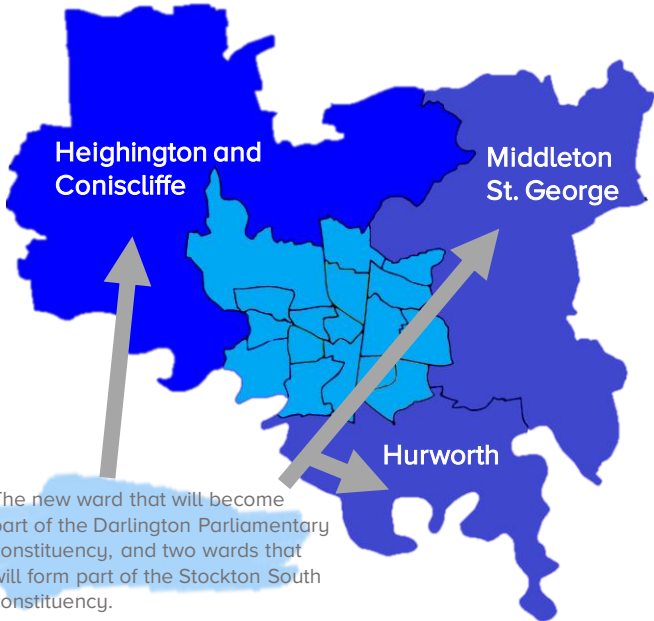 Heighington and
Coniscliffe
Middleton
St. George
Hurworth
The new ward that will become
part of the Darlington Parliamentary
constituency, and two wards that
will form part of the Stockton South
constituency.